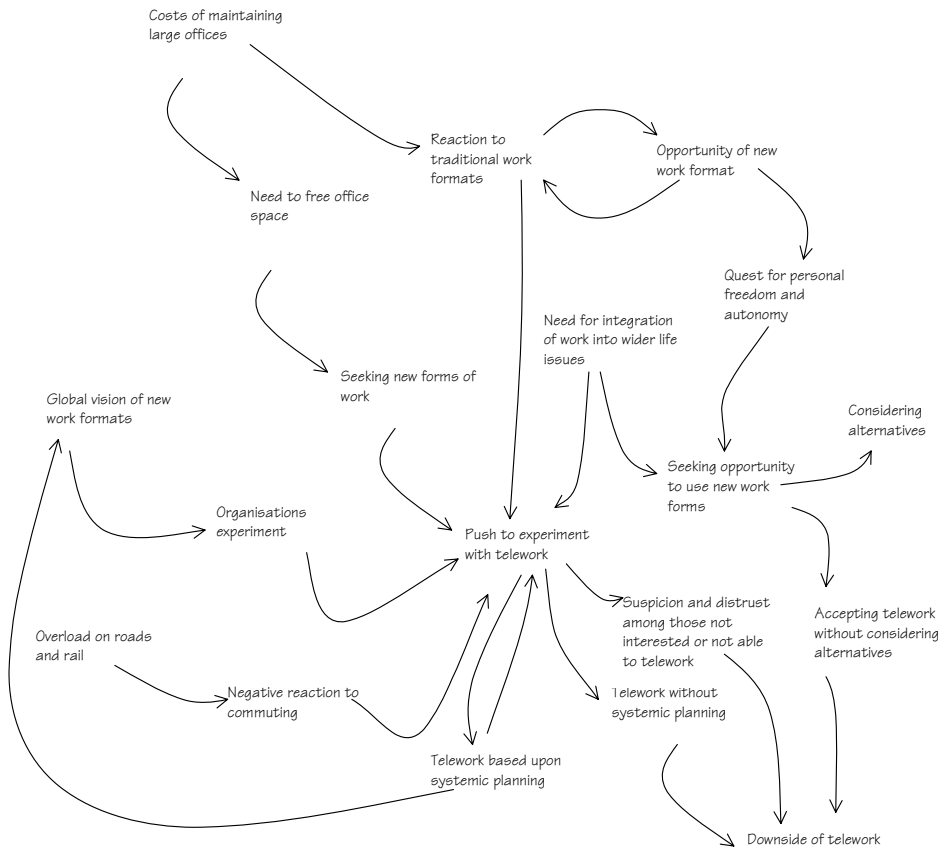 Costs of maintaining
large offices
Reaction to
traditional work
formats
Opportunity of new
work format
Need to free office
space
Quest for personal
freedom and
autonomy
Need for integration
of work into wider life
issues
Seeking new forms of
work
Global vision of new
work formats
Considering
alternatives
Seeking opportunity
to use new work
forms
Organisations
experiment
Push to experiment
with telework
Suspicion and distrust
among those not
interested or not able
to telework
Accepting telework
without considering
alternatives
Overload on roads
and rail
Negative reaction to
commuting
Telework without
systemic planning
Telework based upon
systemic planning
Downside of telework